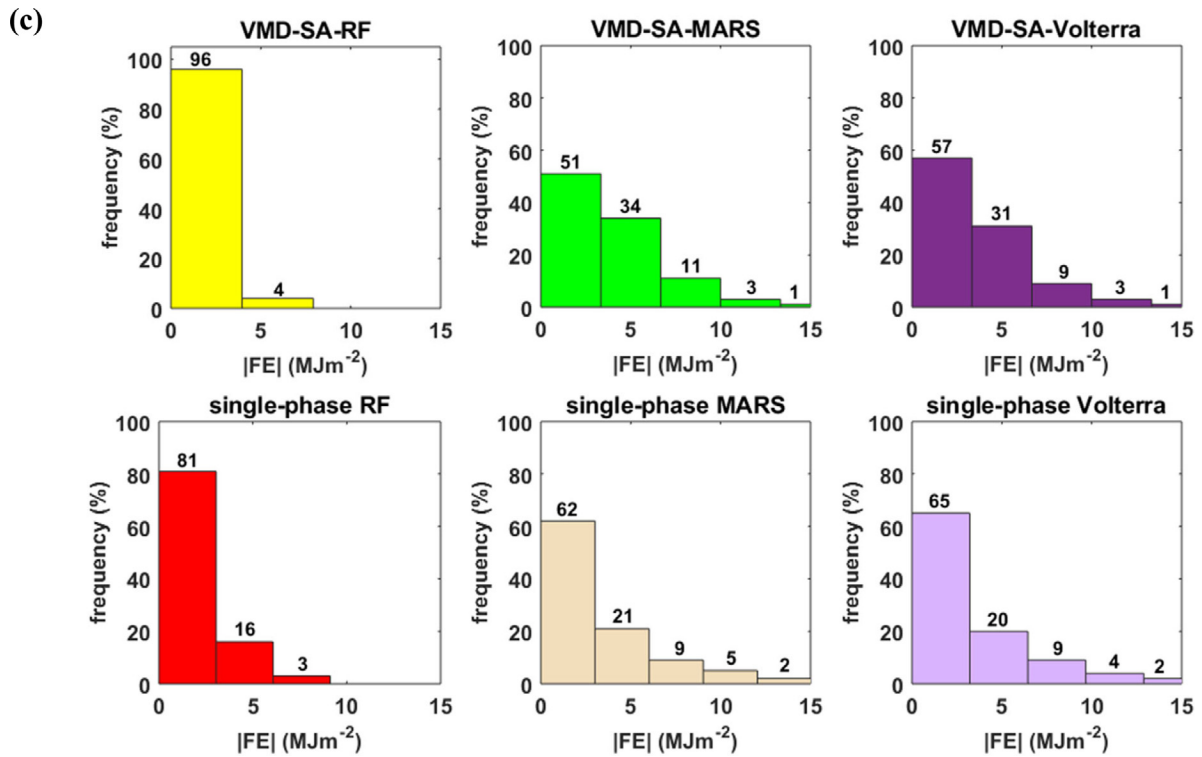 (c)
VMD-SA-RF
frequency (%)
100
80
60
40
20
0
96
4
0 5 10 15
|FE| (MJm⁻²)
VMD-SA-MARS
frequency (%)
100
80
60
40
20
0
51
34
11
3
1
0 5 10 15
|FE| (MJm⁻²)
VMD-SA-Volterra
frequency (%)
100
80
60
40
20
0
57
31
9
3
1
0 5 10 15
|FE| (MJm⁻²)
single-phase RF
frequency (%)
100
80
60
40
20
0
81
16
3
0 5 10 15
|FE| (MJm⁻²)
single-phase MARS
frequency (%)
100
80
60
40
20
0
62
21
9
5
2
0 5 10 15
|FE| (MJm⁻²)
single-phase Volterra
frequency (%)
100
80
60
40
20
0
65
20
9
4
2
0 5 10 15
|FE| (MJm⁻²)